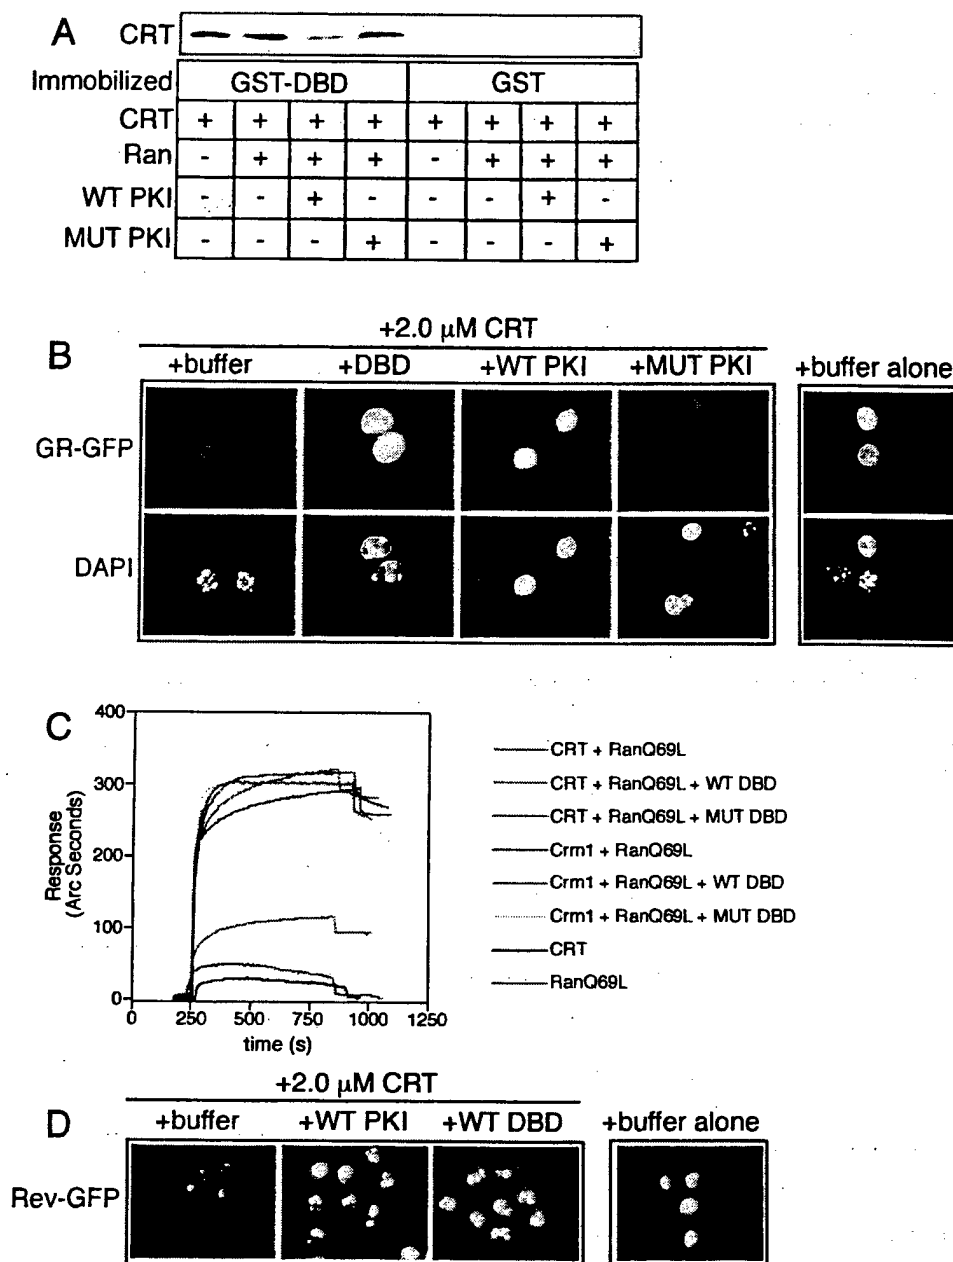 A CRT
Immobilized GST-DBD GST
CRT + + + + + + + +
Ran - + + + - + + +
WT PKI - - + - - - + -
MUT PKI - - - + - - - +
+2.0 µM CRT
B +buffer +DBD +WT PKI +MUT PKI +buffer alone
GR-GFP
DAPI
C
400
300
200
100
0
Response
(Arc Seconds)
0 250 500 750 1000 1250
time (s)
CRT + RanQ69L
CRT + RanQ69L + WT DBD
CRT + RanQ69L + MUT DBD
Crm1 + RanQ69L
Crm1 + RanQ69L + WT DBD
Crm1 + RanQ69L + MUT DBD
CRT
RanQ69L
+2.0 µM CRT
D +buffer +WT PKI +WT DBD +buffer alone
Rev-GFP